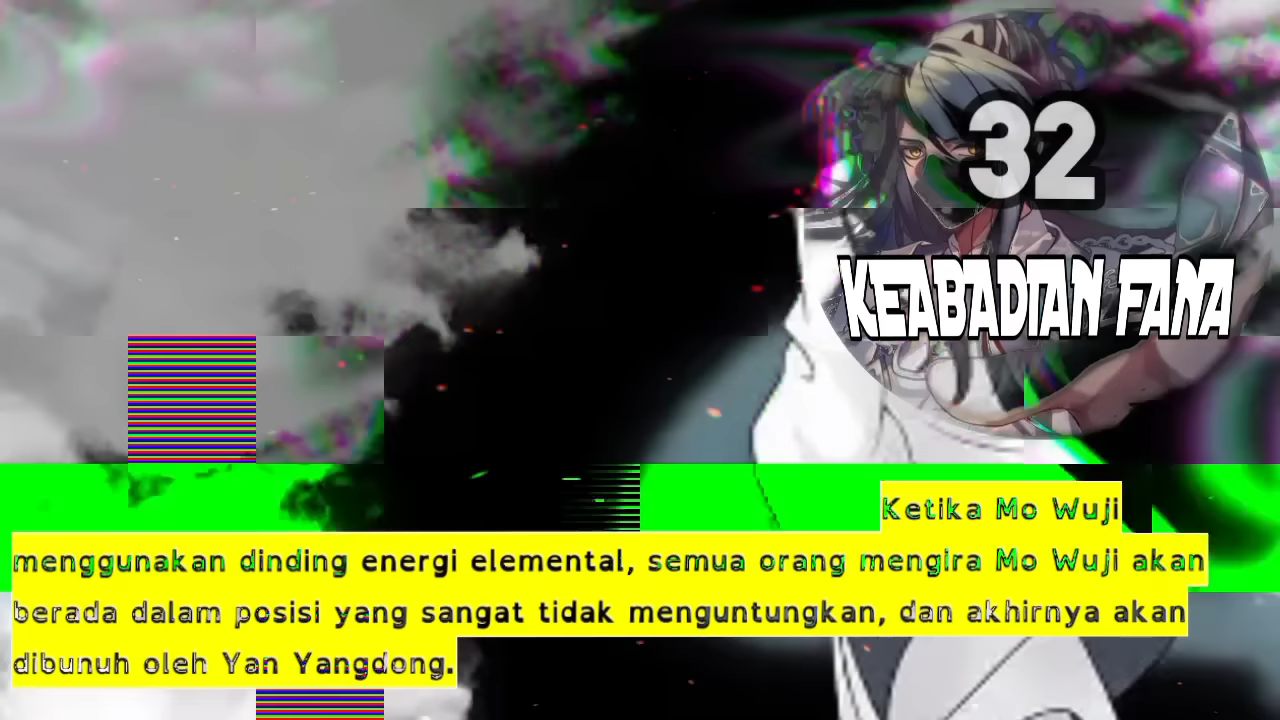 32
KEABADIAN FANA
Ketika Mo Wuji
menggunakan dinding energi elemental, semua orang mengira Mo Wuji akan
berada dalam posisi yang sangat tidak menguntungkan, dan akhirnya akan
dibunuh oleh Yan Yangdong.